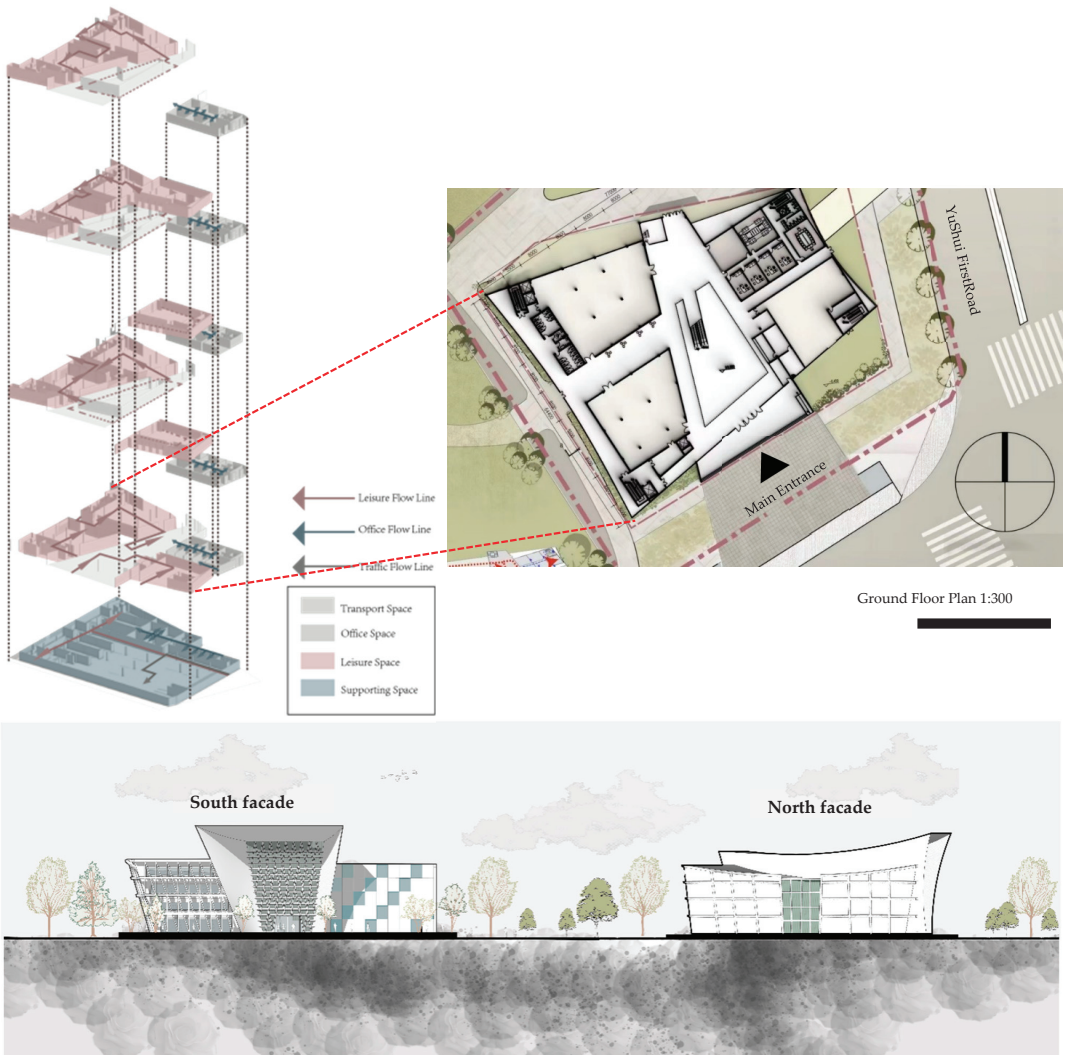 YuShui FirstRoad
Main Entrance
Leisure Flow Line
Office Flow Line
Traffic Flow Line
Transport Space
Office Space
Leisure Space
Supporting Space
Ground Floor Plan 1:300
South facade
North facade